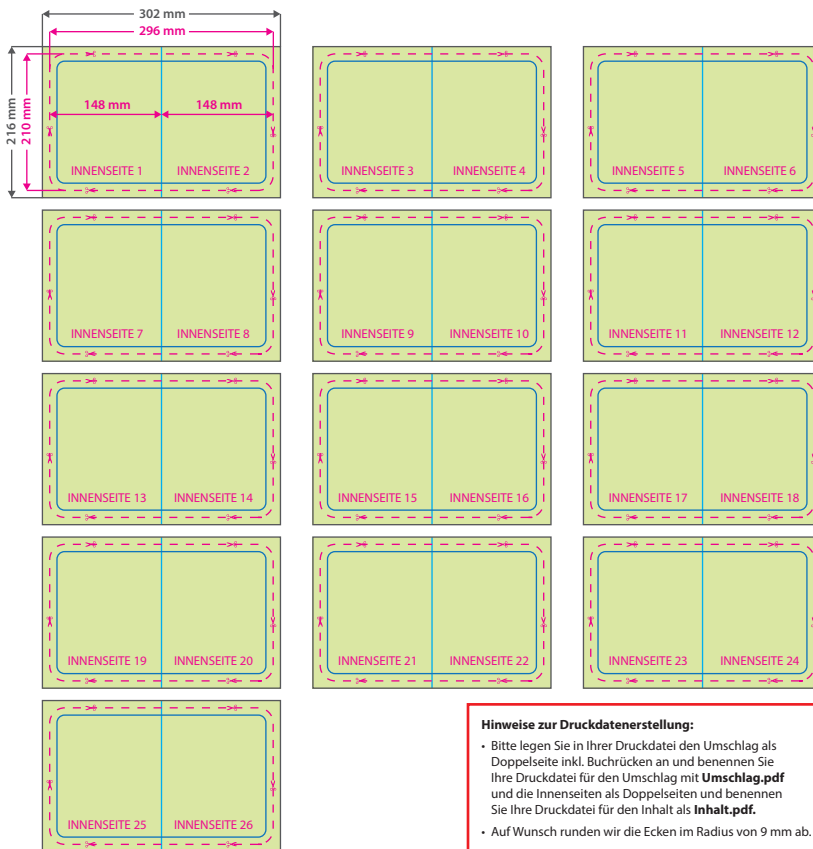 302 mm
296 mm
216 mm
210 mm
148 mm 148 mm
INNENSEITE 1 INNENSEITE 2
INNENSEITE 3 INNENSEITE 4
INNENSEITE 5 INNENSEITE 6
INNENSEITE 7 INNENSEITE 8
INNENSEITE 9 INNENSEITE 10
INNENSEITE 11 INNENSEITE 12
INNENSEITE 13 INNENSEITE 14
INNENSEITE 15 INNENSEITE 16
INNENSEITE 17 INNENSEITE 18
INNENSEITE 19 INNENSEITE 20
INNENSEITE 21 INNENSEITE 22
INNENSEITE 23 INNENSEITE 24
INNENSEITE 25 INNENSEITE 26
Hinweise zur Druckdatenerstellung:
• Bitte legen Sie in Ihrer Druckdatei den Umschlag als
Doppelseite inkl. Buchrücken an und benennen Sie
Ihre Druckdatei für den Umschlag mit Umschlag.pdf
und die Innenseiten als Doppelseiten und benennen
Sie Ihre Druckdatei für den Inhalt als Inhalt.pdf.
• Auf Wunsch runden wir die Ecken im Radius von 9 mm ab.